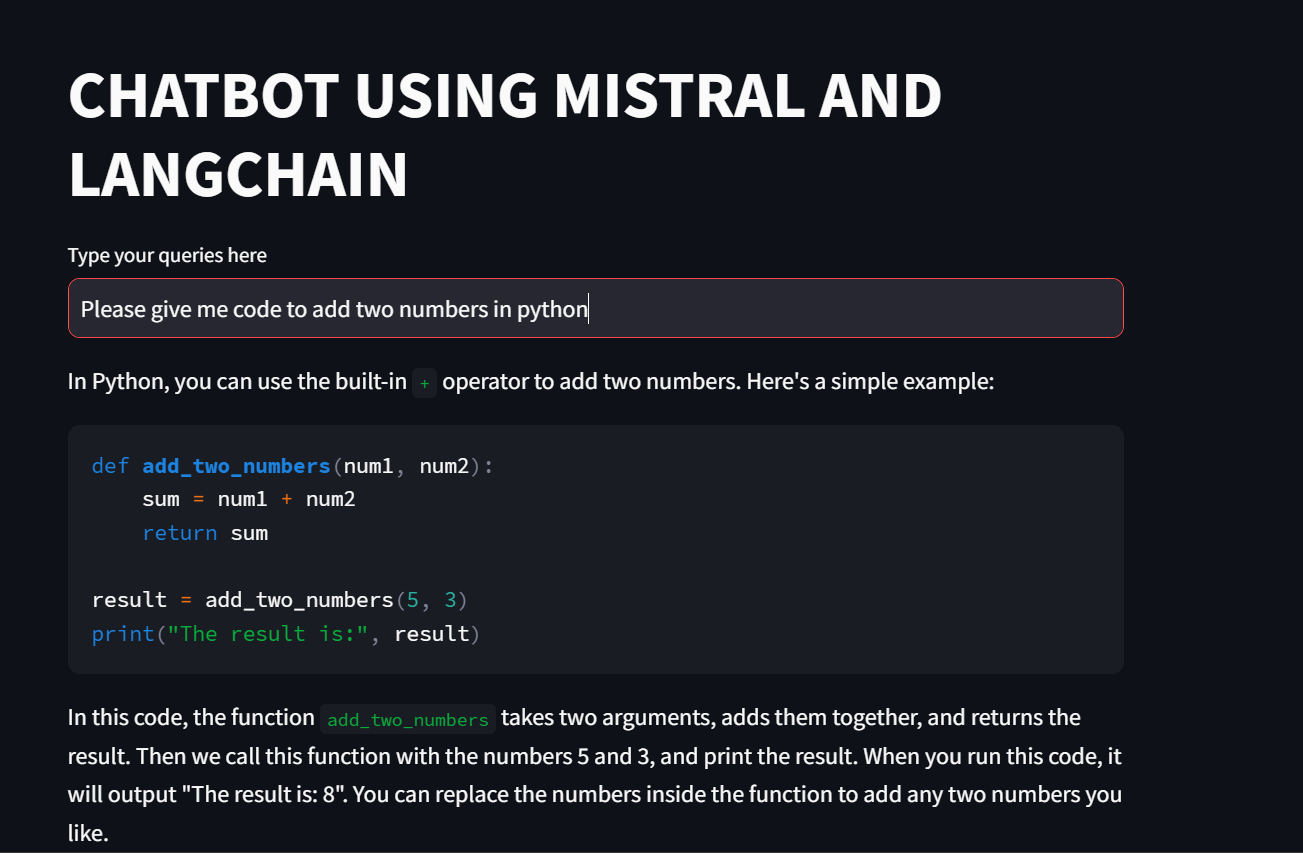 CHATBOT USING MISTRAL AND
LANGCHAIN
Type your queries here
Please give me code to add two numbers in python
In Python, you can use the built-in + operator to add two numbers. Here's a simple example:
def add_two_numbers(num1, num2):
    sum = num1 + num2
    return sum
result = add_two_numbers(5, 3)
print("The result is:", result)
In this code, the function add_two_numbers takes two arguments, adds them together, and returns the
result. Then we call this function with the numbers 5 and 3, and print the result. When you run this code, it
will output "The result is: 8". You can replace the numbers inside the function to add any two numbers you
like.